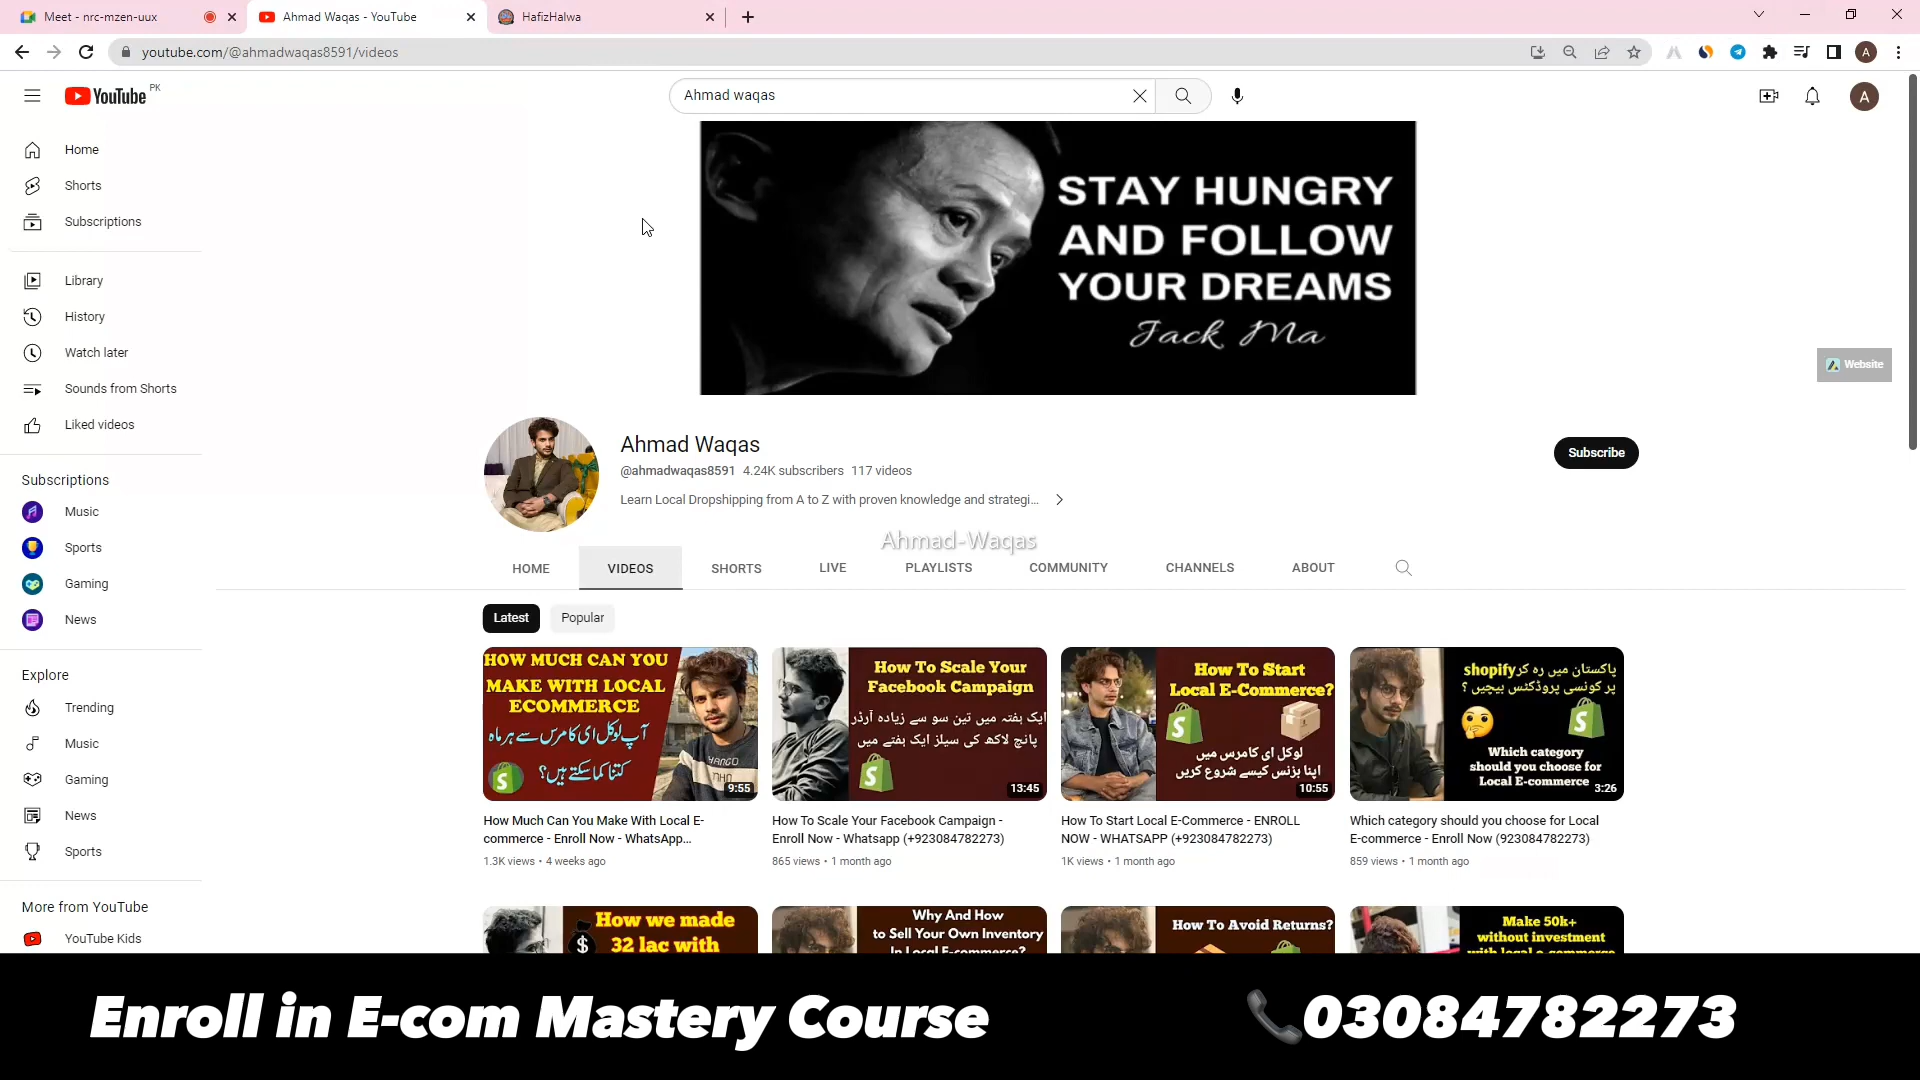 Meet - nrc-mzen-uux
Ahmad Waqas - YouTube
HafizHalwa
youtube.com/@ahmadwaqas8591/videos
YouTube PK
Ahmad waqas
A
A
Home
Shorts
Subscriptions
Library
History
Watch later
Sounds from Shorts
Liked videos
Subscriptions
Music
Sports
Gaming
News
Explore
Trending
Music
Gaming
News
Sports
More from YouTube
YouTube Kids
STAY HUNGRY
AND FOLLOW
YOUR DREAMS
Jack Ma
Website
Ahmad Waqas
@ahmadwaqas8591 4.24K subscribers 117 videos
Learn Local Dropshipping from A to Z with proven knowledge and strategi...
Subscribe
Ahmad-Waqas
HOME
VIDEOS
SHORTS
LIVE
PLAYLISTS
COMMUNITY
CHANNELS
ABOUT
Latest
Popular
HOW MUCH CAN YOU
MAKE WITH LOCAL
ECOMMERCE
آپ لوکل ای کامرس سے ہر ماہ
کتنا کما سکتے ہیں؟
9:55
How Much Can You Make With Local E-
commerce - Enroll Now - WhatsApp...
1.3K views • 4 weeks ago
How To Scale Your
Facebook Campaign
ایک ہفتہ میں تین سو سے زیادہ آرڈر
پانچ لاکھ کی سیلز ایک ہفتے میں
13:45
How To Scale Your Facebook Campaign -
Enroll Now - Whatsapp (+923084782273)
865 views • 1 month ago
How To Start
Local E-Commerce?
لوکل ای کامرس میں
اپنا بزنس کیسے شروع کریں
10:55
How To Start Local E-Commerce - ENROLL
NOW - WHATSAPP (+923084782273)
1K views • 1 month ago
پاکستان میں رہ کر shopify
پر کونسی پروڈکٹس بیچیں ؟
Which category
should you choose for
Local E-commerce
3:26
Which category should you choose for Local
E-commerce - Enroll Now (923084782273)
859 views • 1 month ago
How we made
32 lac with
Why And How
to Sell Your Own Inventory
In Local E-commerce?
How To Avoid Returns?
Make 50k+
without investment
with local e-commerce
Enroll in E-com Mastery Course
03084782273